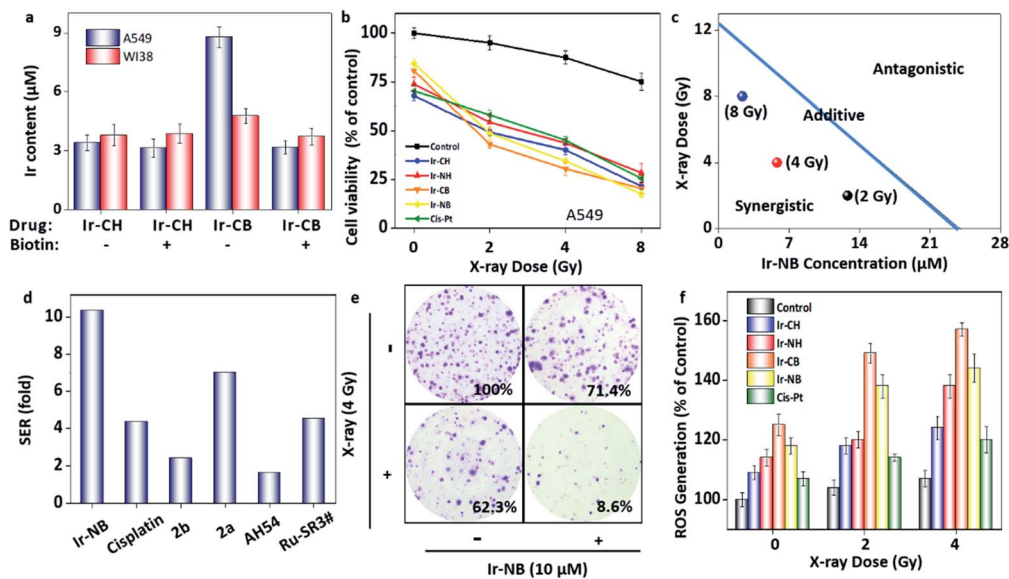 a
Ir content (μM)
9
6
3
0
A549
WI38
Drug: Ir-CH Ir-CH Ir-CB Ir-CB
Biotin: - + - +
b
Cell viability (% of control)
100
75
50
25
0
Control
Ir-CH
Ir-NH
Ir-CB
Ir-NB
Cis-Pt
A549
0 2 4 8
X-ray Dose (Gy)
c
X-ray Dose (Gy)
12
8
4
0
Antagonistic
Additive
(8 Gy)
(4 Gy)
(2 Gy)
Synergistic
0 7 14 21 28
Ir-NB Concentration (μM)
d
SER (fold)
10
8
6
4
2
0
Ir-NB Cisplatin 2b 2a AH54 Ru-SR3#
e
X-ray (4 Gy)
-
+
100%
71.4%
62.3%
8.6%
- +
Ir-NB (10 μM)
f
ROS Generation (% of Control)
160
140
120
100
Control
Ir-CH
Ir-NH
Ir-CB
Ir-NB
Cis-Pt
0 2 4
X-ray Dose (Gy)